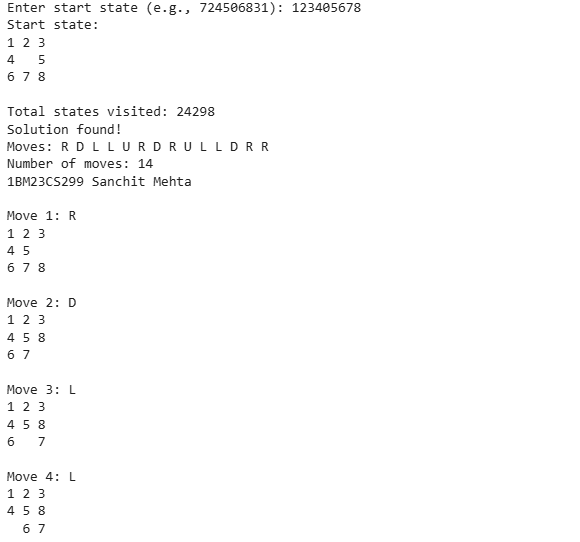 Enter start state (e.g., 724506831): 123405678
Start state:
1 2 3
4   5
6 7 8

Total states visited: 24298
Solution found!
Moves: R D L L U R D R U L L D R R
Number of moves: 14
1BM23CS299 Sanchit Mehta

Move 1: R
1 2 3
4 5
6 7 8

Move 2: D
1 2 3
4 5 8
6 7

Move 3: L
1 2 3
4 5 8
6   7

Move 4: L
1 2 3
4 5 8
  6 7